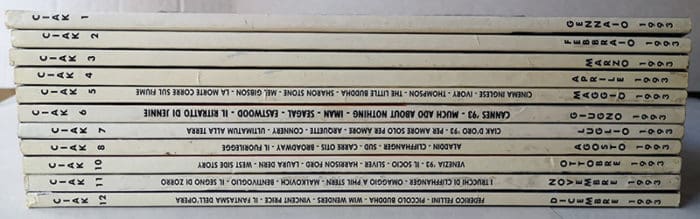 CIAK 1 GENNAIO 1993
CIAK 2 FEBBRAIO 1993
CIAK 3 MARZO 1993
CIAK 4 APRILE 1993
CIAK 5 CINEMA INGLESE - IVORY - THOMPSON - THE LITTLE BUDDHA - SHARON STONE - MEL GIBSON - LA MORTE CORRE SUL FIUME MAGGIO 1993
CIAK 6 CANNES '93 - MUCH ADO ABOUT NOTHING - MAN - SEAGAL - EASTWOOD - IL RITRATTO DI JENNIE GIUGNO 1993
CIAK 7 CIAK D'ORO '93 - PER AMORE SOLO PER AMORE - ARQUETTE - CONNERY - ULTIMATUM ALLA TERRA LUGLIO 1993
CIAK 8 ALADDIN - CLIFFHANGER - SUD - CARRE OTIS - BROADWAY - IL FUORILEGGE AGOSTO 1993
CIAK 10 VENEZIA '93 - IL SOCIO - SLIVER - HARRISON FORD - LAURA DERN - WEST SIDE STORY OTTOBRE 1993
CIAK 11 I TRUCCHI DI CLIFFHANGER - OMAGGIO A PHIL STERN - MALKOVICH - BENTIVOGLIO - IL SEGNO DI ZORRO NOVEMBRE 1993
CIAK 12 FEDERICO FELLINI - PICCOLO BUDDHA - WIM WENDERS - VINCENT PRICE - IL FANTASMA DELL'OPERA DICEMBRE 1993